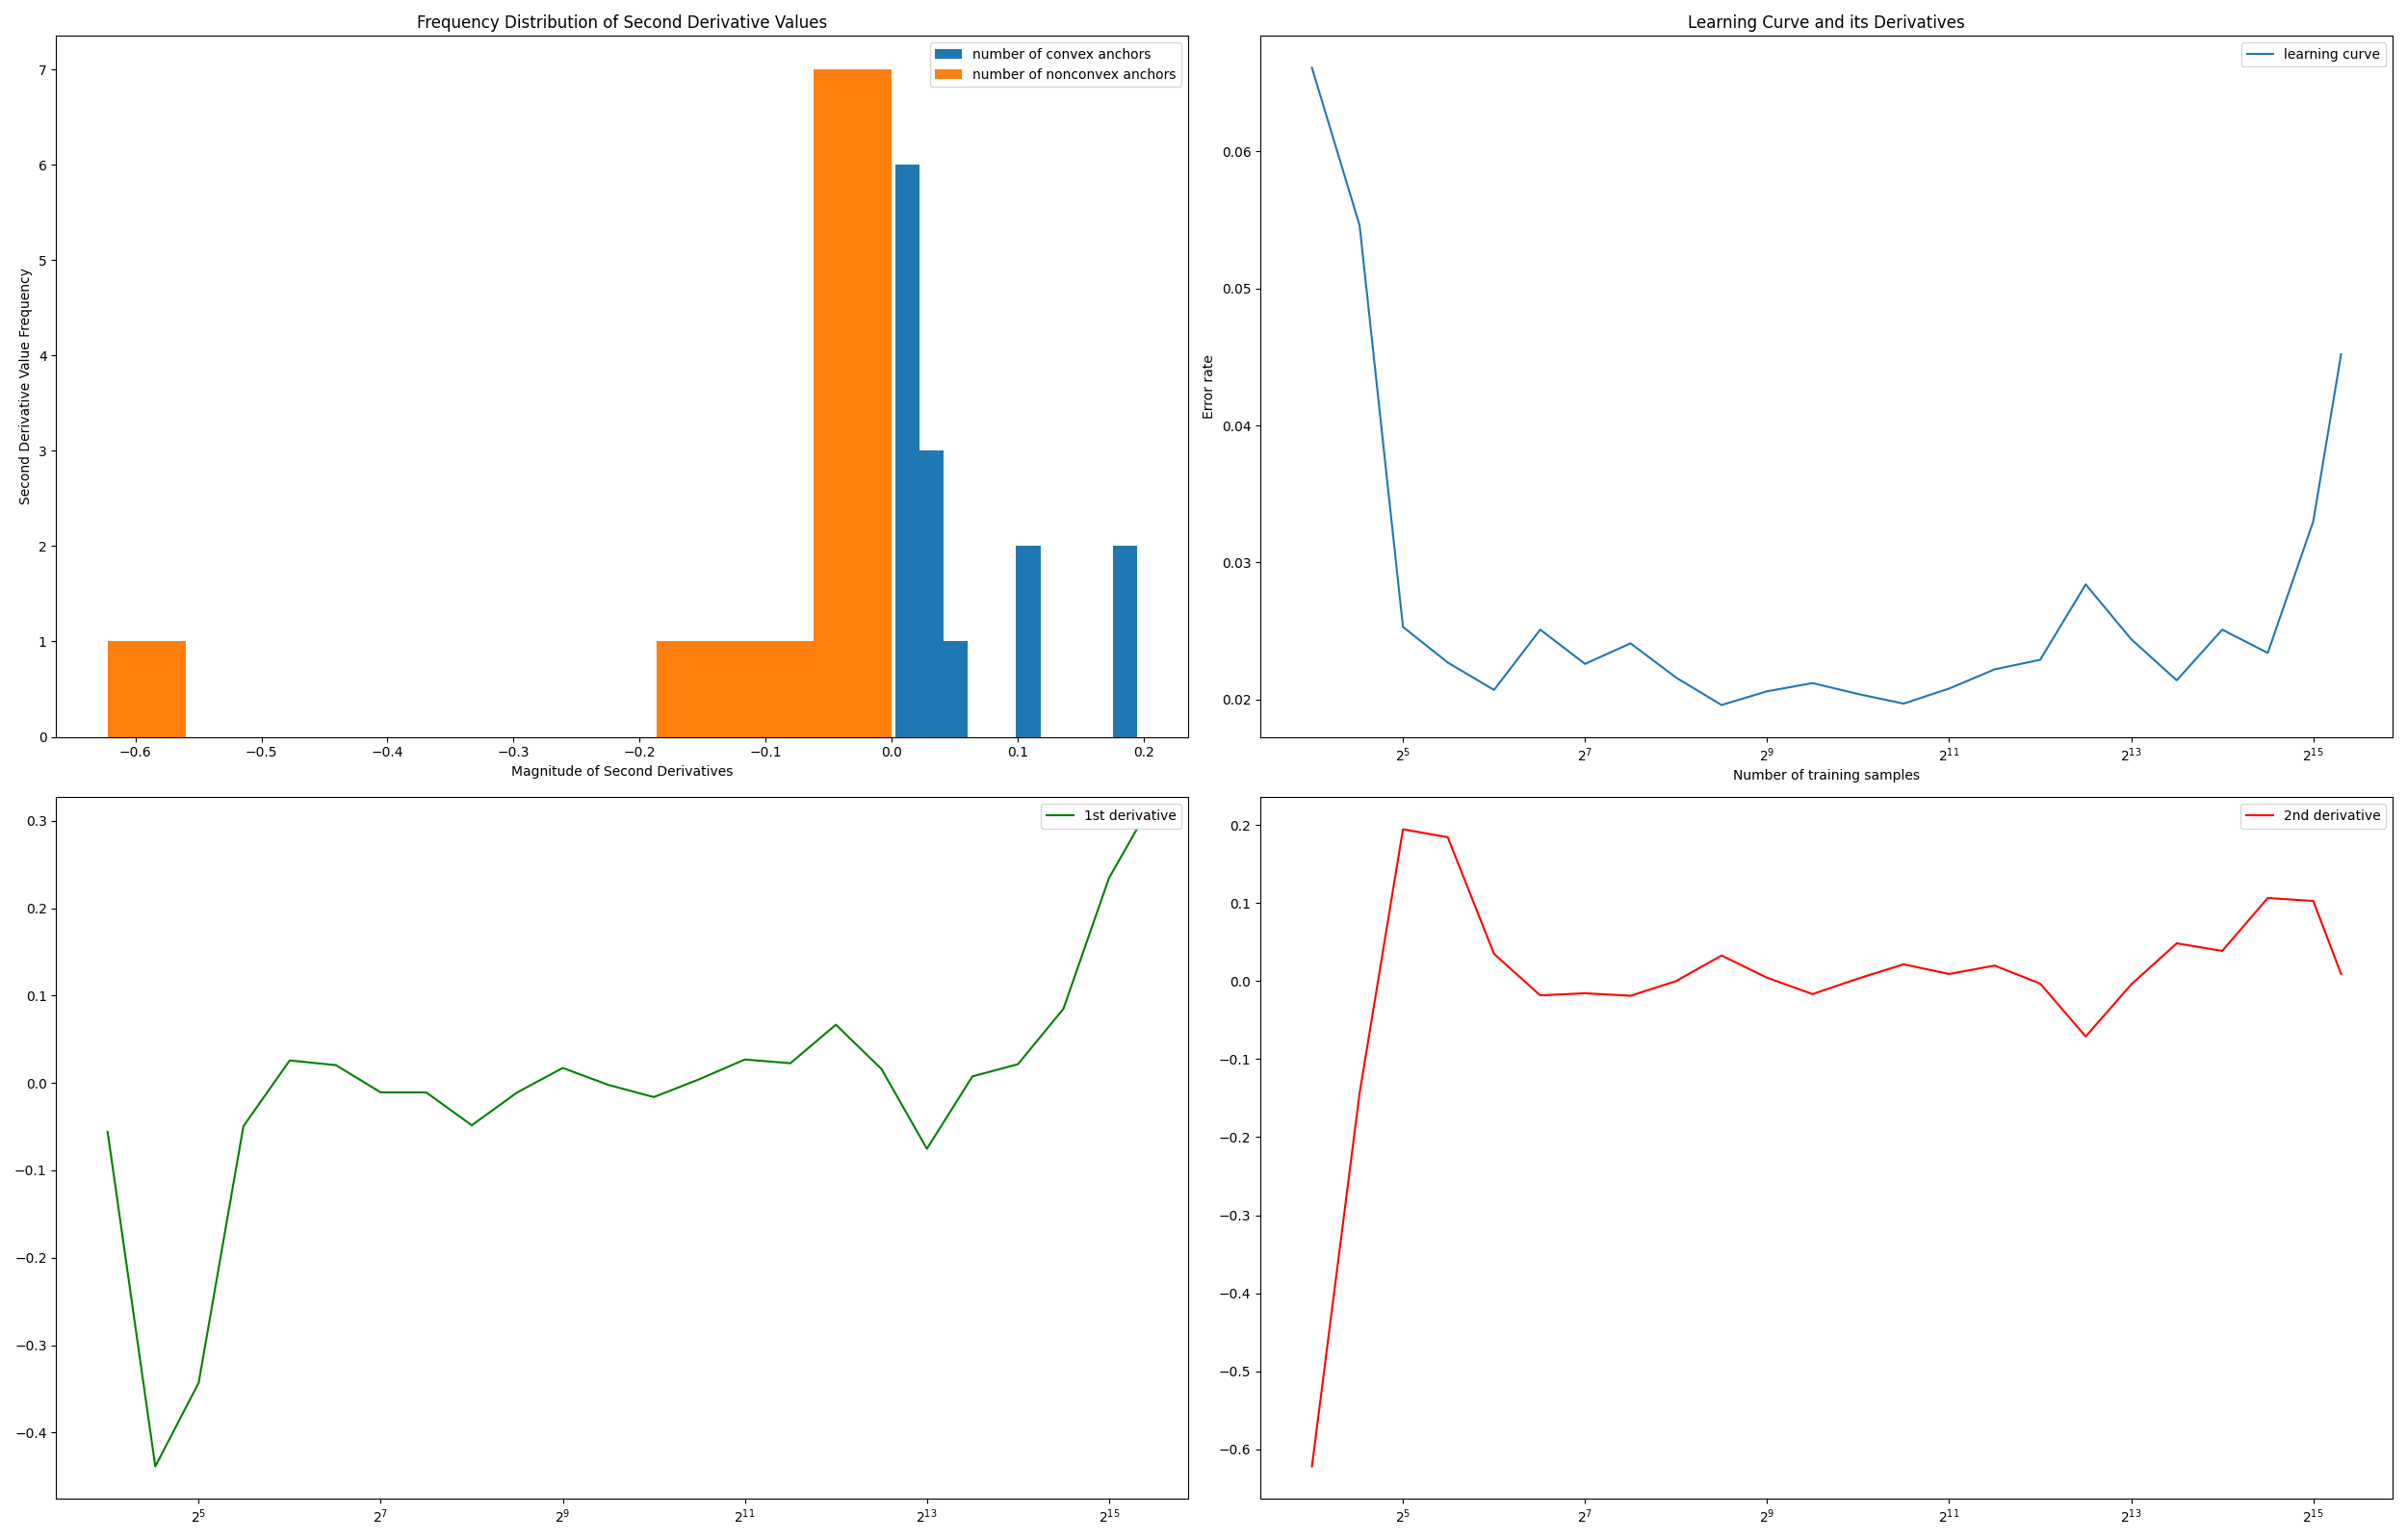 Frequency Distribution of Second Derivative Values
number of convex anchors
number of nonconvex anchors
7
6
5
4
3
2
1
0
Second Derivative Value Frequency
−0.6 −0.5 −0.4 −0.3 −0.2 −0.1 0.0 0.1 0.2
Magnitude of Second Derivatives
Learning Curve and its Derivatives
learning curve
0.06
0.05
0.04
0.03
0.02
Error rate
2^5 2^7 2^9 2^11 2^13 2^15
Number of training samples
1st derivative
0.3
0.2
0.1
0.0
−0.1
−0.2
−0.3
−0.4
2^5 2^7 2^9 2^11 2^13 2^15
2nd derivative
0.2
0.1
0.0
−0.1
−0.2
−0.3
−0.4
−0.5
−0.6
2^5 2^7 2^9 2^11 2^13 2^15